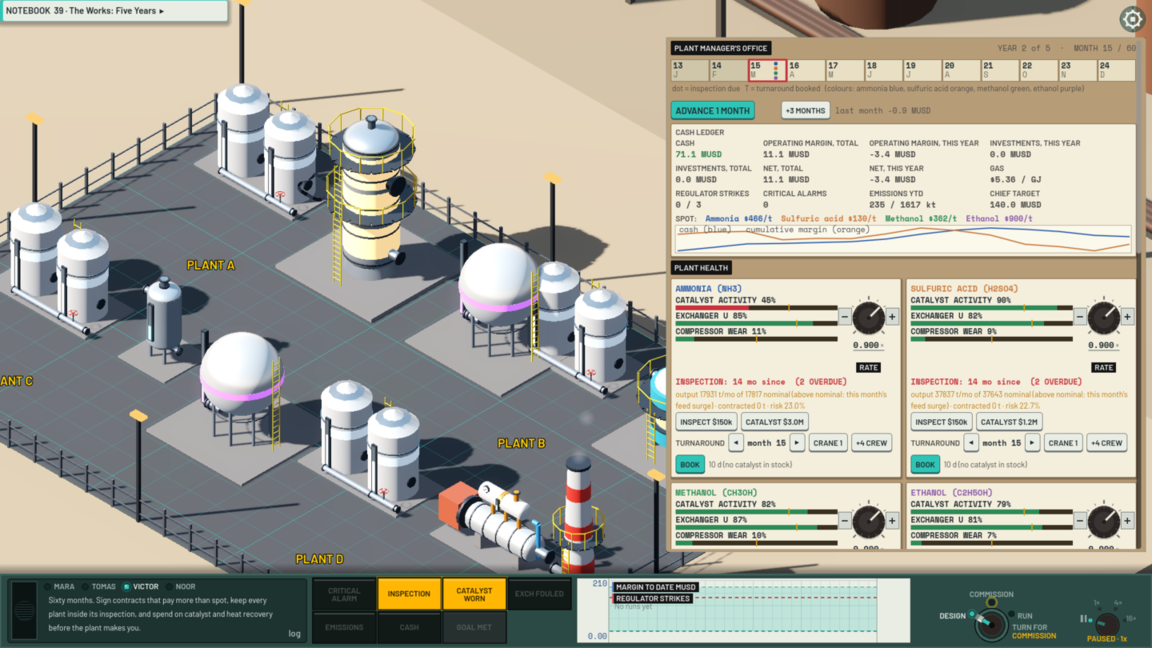 NOTEBOOK 39 · The Works: Five Years ▸
PLANT MANAGER'S OFFICE
YEAR 2 of 5 · MONTH 15 / 60
13 14 15 16 17 18 19 20 21 22 23 24
J F M A M J J A S O N D
dot = inspection due T = turnaround booked (colours: ammonia blue, sulfuric acid orange, methanol green, ethanol purple)
ADVANCE 1 MONTH
+3 MONTHS
last month -0.9 MUSD
CASH LEDGER
CASH OPERATING MARGIN, TOTAL OPERATING MARGIN, THIS YEAR INVESTMENTS, THIS YEAR
71.1 MUSD 11.1 MUSD -3.4 MUSD 0.0 MUSD
INVESTMENTS, TOTAL NET, TOTAL NET, THIS YEAR GAS
0.0 MUSD 11.1 MUSD -3.4 MUSD $5.36 / GJ
REGULATOR STRIKES CRITICAL ALARMS EMISSIONS YTD CHIEF TARGET
0 / 3 0 235 / 1617 kt 140.0 MUSD
SPOT: Ammonia $466/t Sulfuric acid $130/t Methanol $362/t Ethanol $900/t
cash (blue) cumulative margin (orange)
PLANT HEALTH
AMMONIA (NH3)
CATALYST ACTIVITY 45%
EXCHANGER U 85%
COMPRESSOR WEAR 11%
−
+
0.900
RATE
INSPECTION: 14 mo since (2 OVERDUE)
output 17931 t/mo of 17817 nominal (above nominal: this month's
feed surge) · contracted 0 t · risk 23.0%
INSPECT $150k
CATALYST $3.0M
TURNAROUND ◂ month 15 ▸ CRANE 1 +4 CREW
BOOK 10 d (no catalyst in stock)
SULFURIC ACID (H2SO4)
CATALYST ACTIVITY 90%
EXCHANGER U 82%
COMPRESSOR WEAR 9%
−
+
0.900
RATE
INSPECTION: 14 mo since (2 OVERDUE)
output 37837 t/mo of 37643 nominal (above nominal: this month's
feed surge) · contracted 0 t · risk 22.7%
INSPECT $150k
CATALYST $1.2M
TURNAROUND ◂ month 15 ▸ CRANE 1 +4 CREW
BOOK 10 d (no catalyst in stock)
METHANOL (CH3OH)
CATALYST ACTIVITY 82%
EXCHANGER U 87%
COMPRESSOR WEAR 10%
−
+
0.900
ETHANOL (C2H5OH)
CATALYST ACTIVITY 79%
EXCHANGER U 81%
COMPRESSOR WEAR 7%
−
+
0.900
PLANT A
ANT C
PLANT B
PLANT D
MARA TOMAS VICTOR NOOR
Sixty months. Sign contracts that pay more than spot, keep every
plant inside its inspection, and spend on catalyst and heat recovery
before the plant makes you.
log
CRITICAL ALARM
INSPECTION
CATALYST WORN
EXCH FOULED
EMISSIONS
CASH
GOAL MET
210
0.00
MARGIN TO DATE MUSD
REGULATOR STRIKES
No runs yet
COMMISSION
DESIGN
RUN
TURN FOR
COMMISSION
1×
4×
16×
PAUSED · 1x